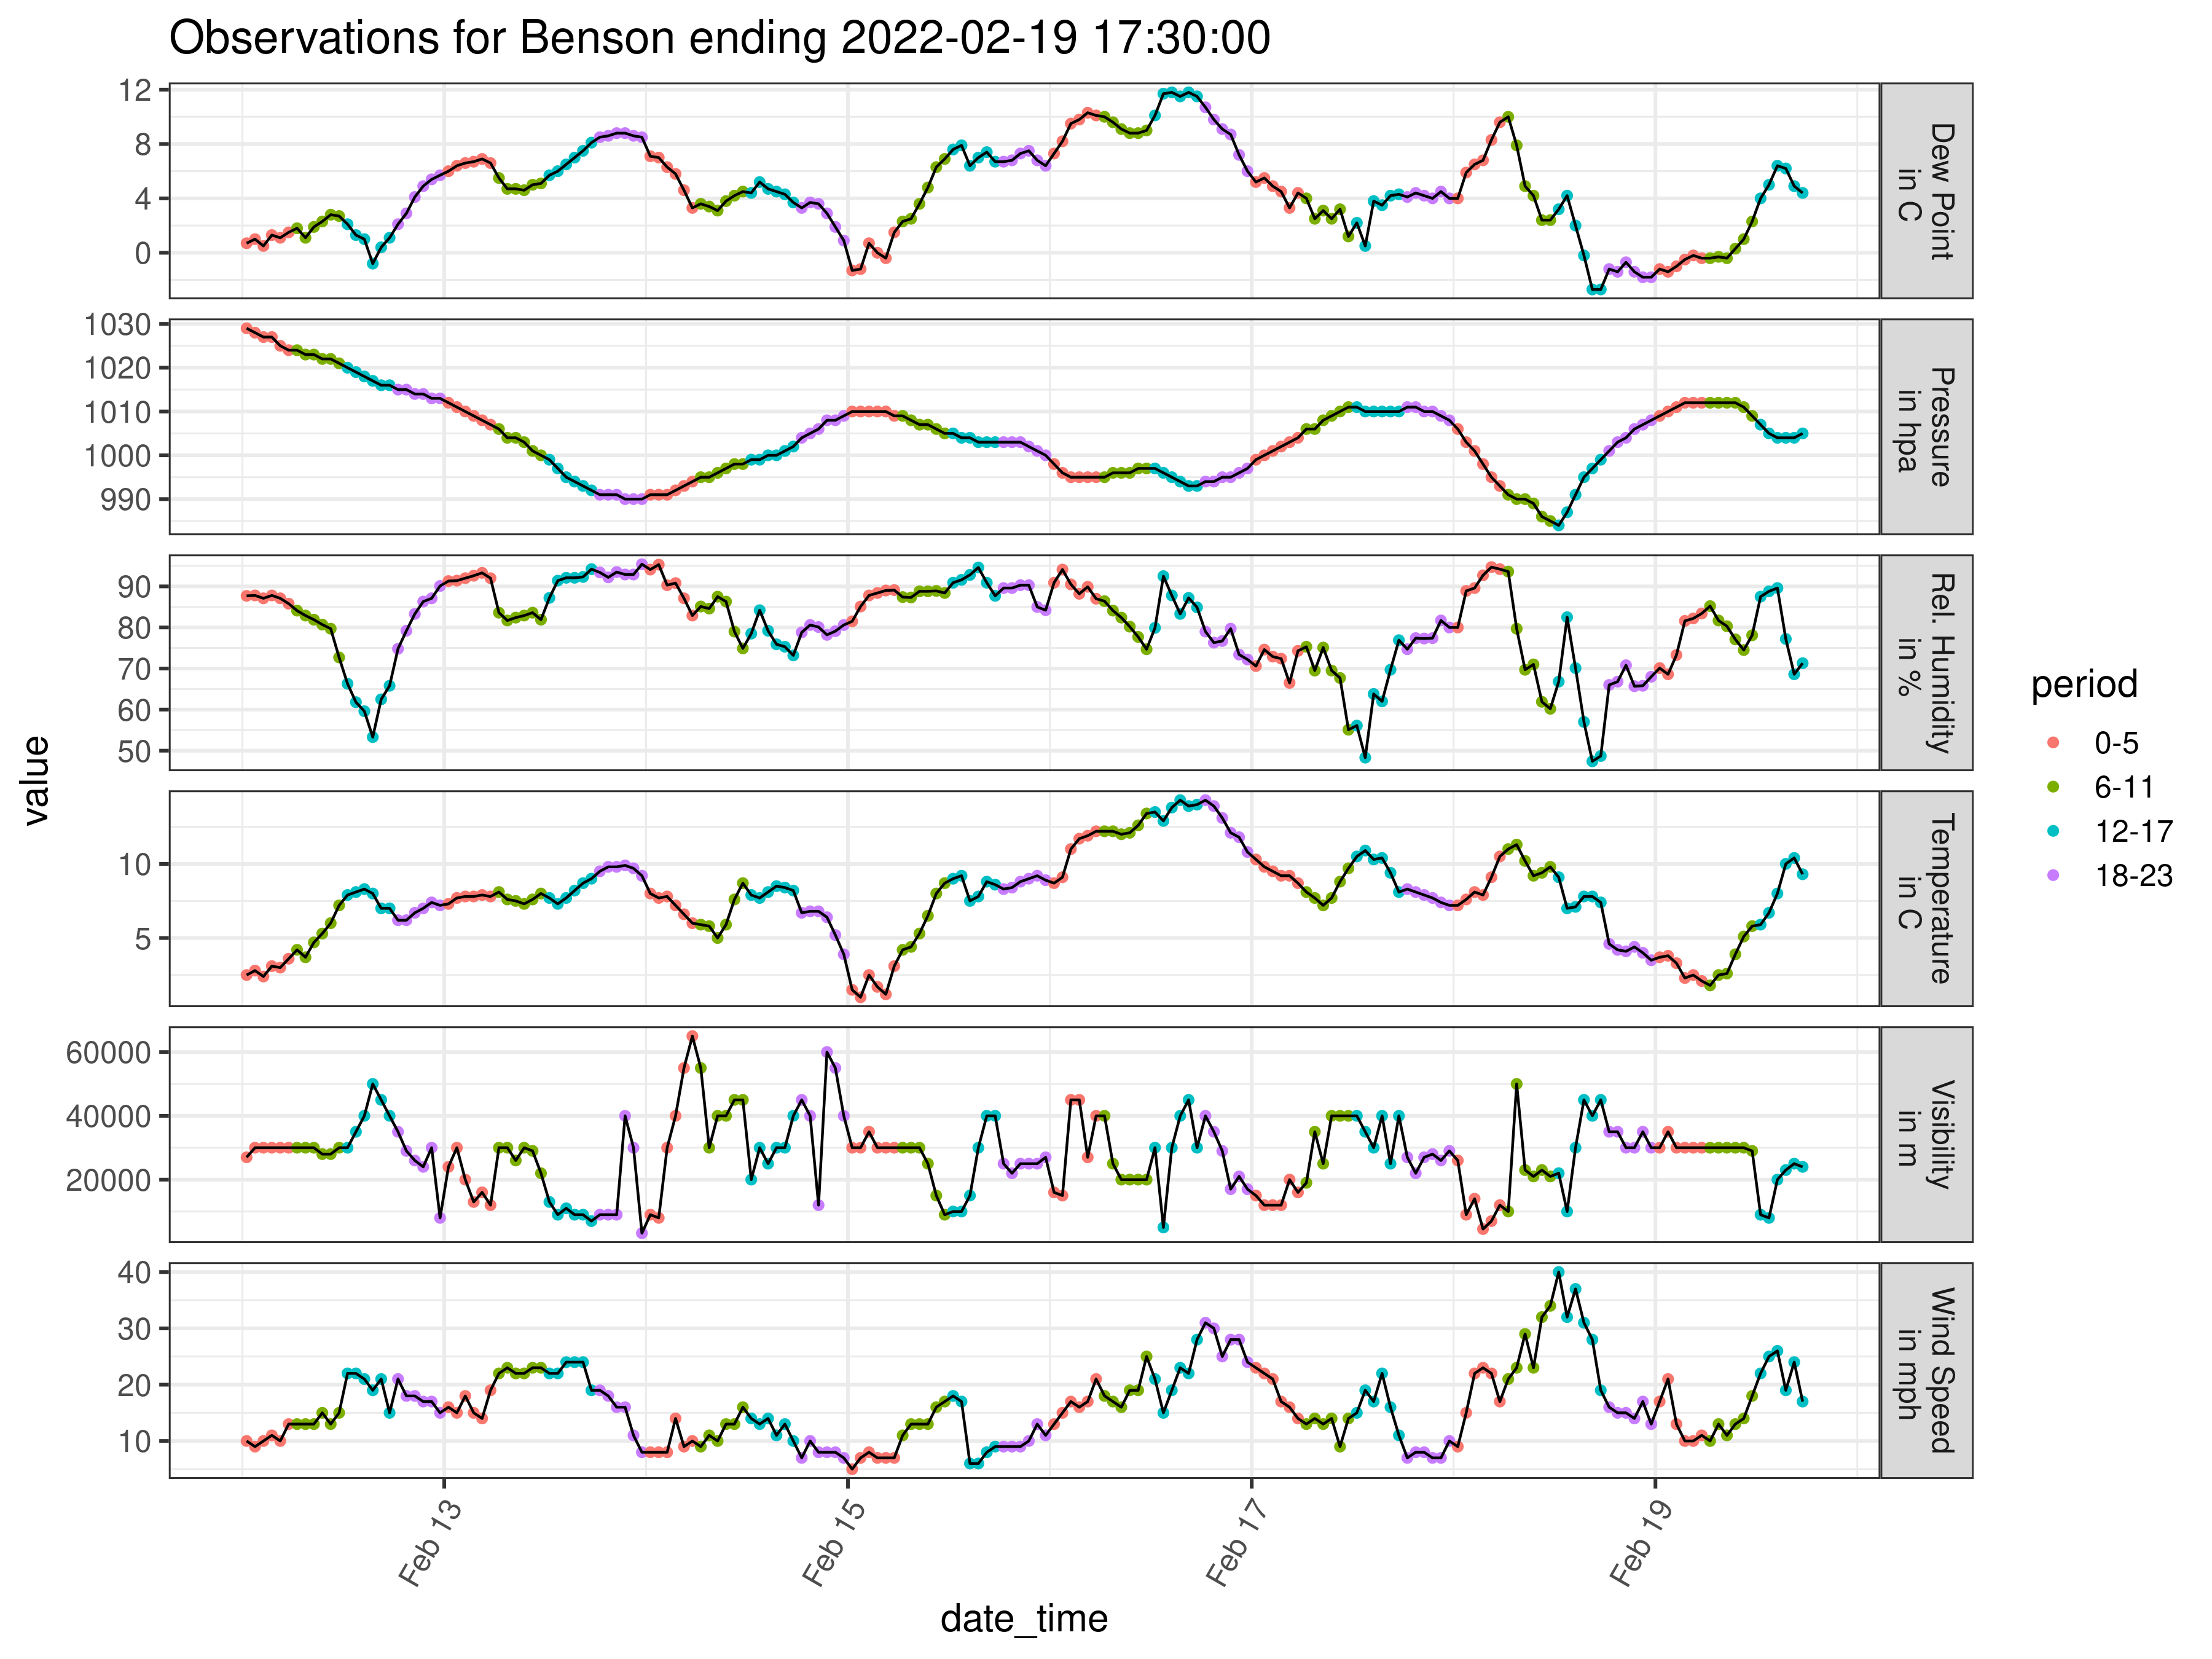 Observations for Benson ending 2022-02-19 17:30:00
12
8
4
0
Dew Point
in C
1030
1020
1010
1000
990
Pressure
in hpa
90
80
70
60
50
Rel. Humidity
in %
10
5
Temperature
in C
60000
40000
20000
Visibility
in m
40
30
20
10
Wind Speed
in mph
value
Feb 13
Feb 15
Feb 17
Feb 19
date_time
period
0-5
6-11
12-17
18-23